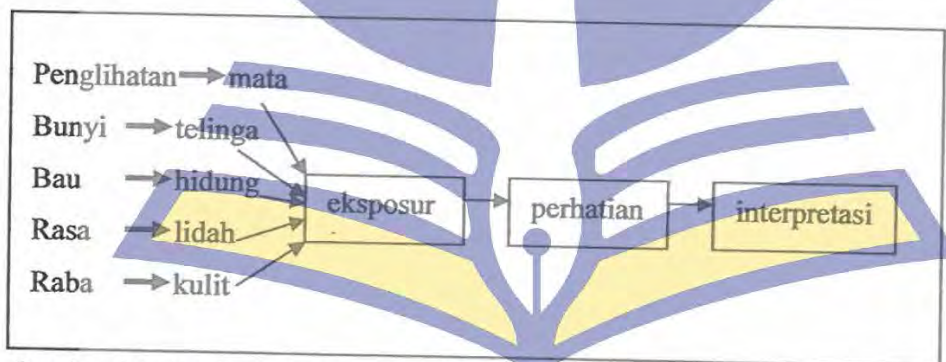 Penglihatan mata
Bunyi telinga
Bau hidung
Rasa lidah
Raba kulit
eksposur perhatian interpretasi